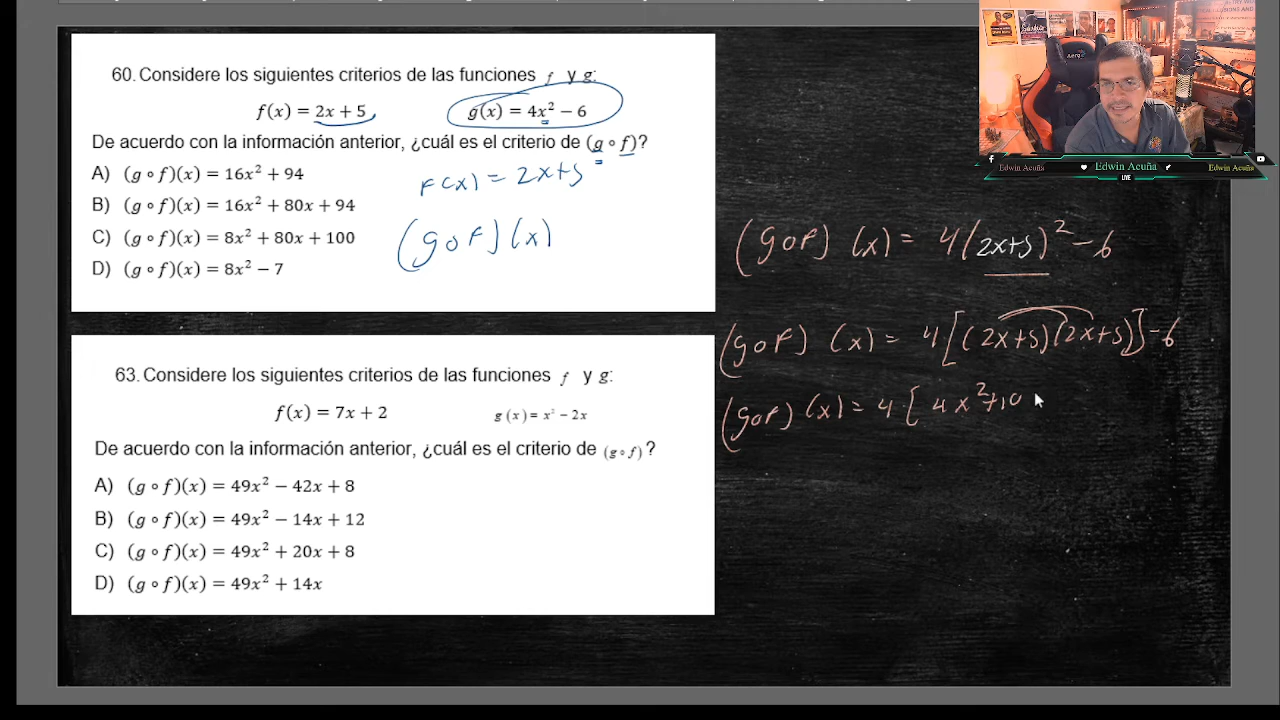 60. Considere los siguientes criterios de las funciones f y g:
f(x) = 2x + 5 g(x) = 4x² − 6
De acuerdo con la información anterior, ¿cuál es el criterio de (g ∘ f)?
A) (g ∘ f)(x) = 16x² + 94
B) (g ∘ f)(x) = 16x² + 80x + 94
C) (g ∘ f)(x) = 8x² + 80x + 100
D) (g ∘ f)(x) = 8x² − 7
F(x) = 2x+5
(goF)(x)
63. Considere los siguientes criterios de las funciones f y g:
f(x) = 7x + 2 g(x) = x² − 2x
De acuerdo con la información anterior, ¿cuál es el criterio de (g ∘ f)?
A) (g ∘ f)(x) = 49x² − 42x + 8
B) (g ∘ f)(x) = 49x² − 14x + 12
C) (g ∘ f)(x) = 49x² + 20x + 8
D) (g ∘ f)(x) = 49x² + 14x
Edwin Acuña Edwin Acuña Edwin Acuña
LIVE
(goF) (x) = 4(2x+5)² − 6
(goF) (x) = 4[(2x+5)(2x+5)] − 6
(goF) (x) = 4 [ 4x² +10